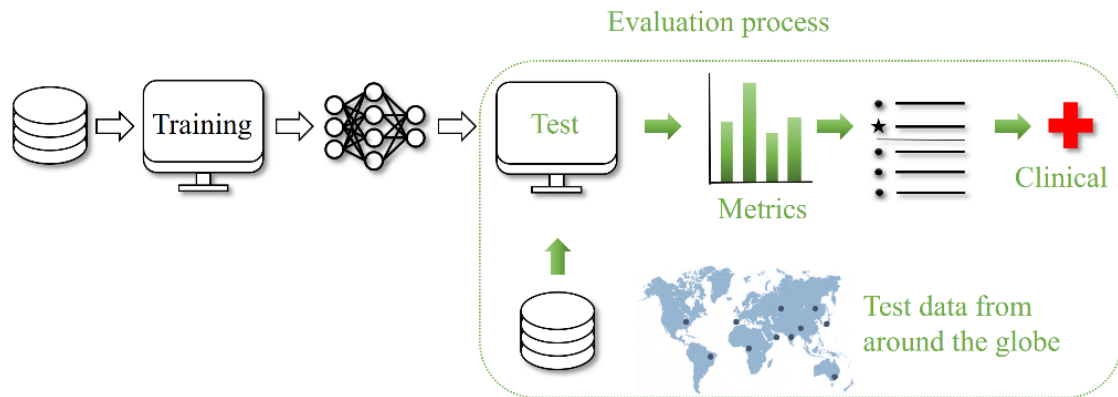 Evaluation process
Training
Test
Metrics
Clinical
Test data from
around the globe